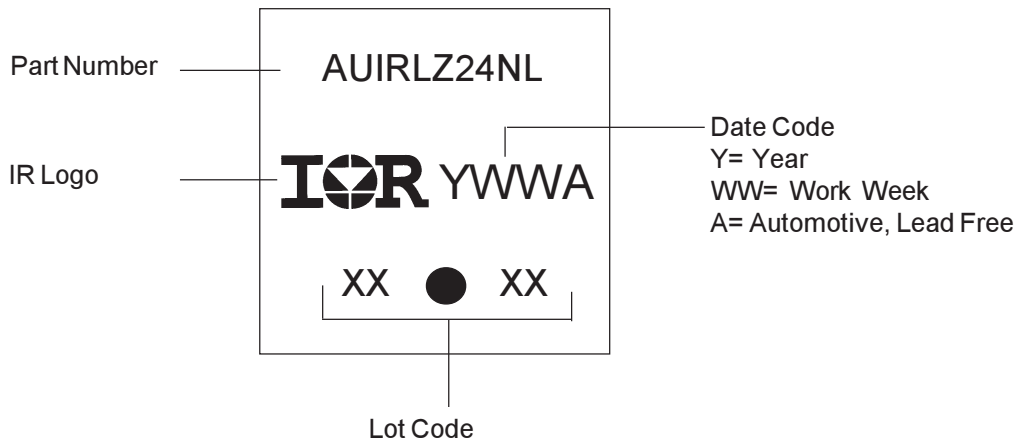 Part Number
AUIRLZ24NL
IR Logo
IOR YWWA
Date Code
Y= Year
WW= Work Week
A= Automotive, Lead Free
XX XX
Lot Code